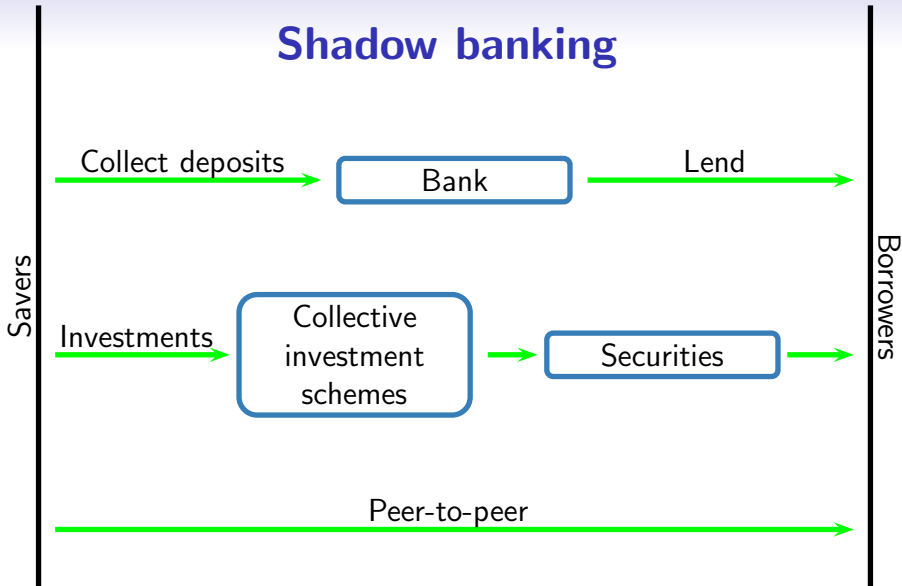 Shadow banking
Collect deposits
Bank
Lend
Savers
Borrowers
Investments
Collective
investment
schemes
Securities
Peer-to-peer